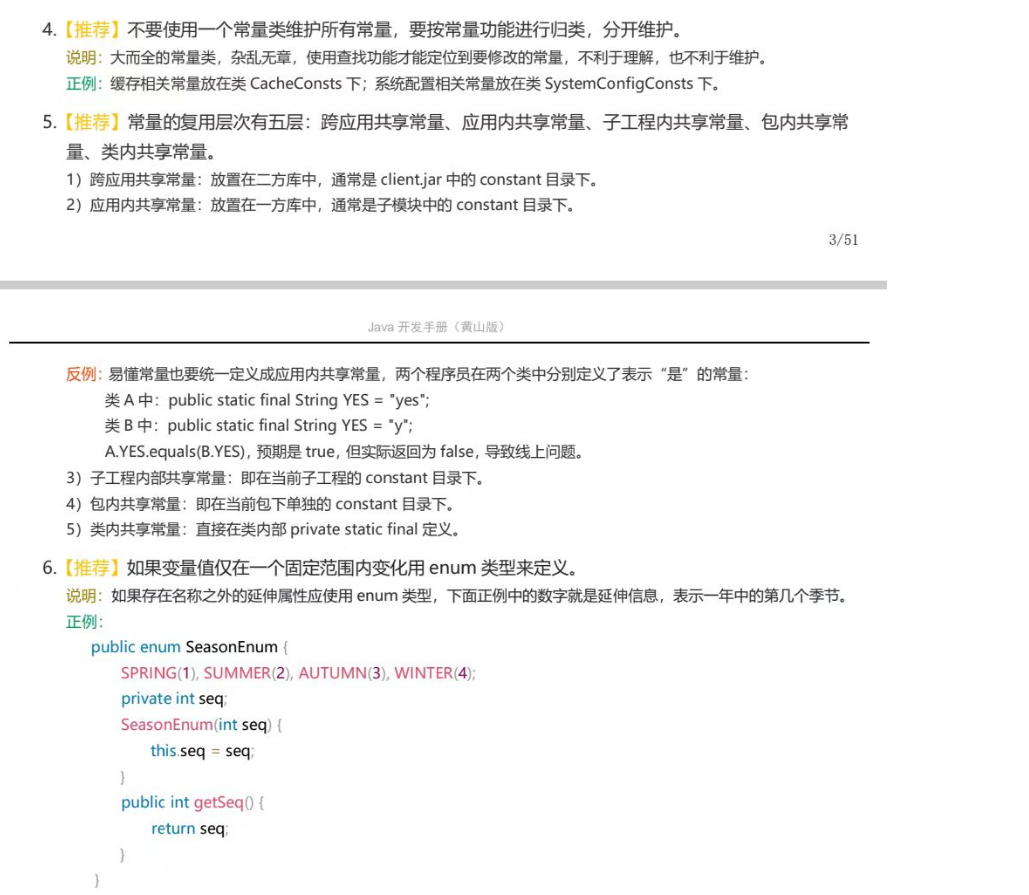 4.【推荐】不要使用一个常量类维护所有常量，要按常量功能进行归类，分开维护。
说明：大而全的常量类，杂乱无章，使用查找功能才能定位到要修改的常量，不利于理解，也不利于维护。
正例：缓存相关常量放在类 CacheConsts 下；系统配置相关常量放在类 SystemConfigConsts 下。
5.【推荐】常量的复用层次有五层：跨应用共享常量、应用内共享常量、子工程内共享常量、包内共享常
量、类内共享常量。
1）跨应用共享常量：放置在二方库中，通常是 client.jar 中的 constant 目录下。
2）应用内共享常量：放置在一方库中，通常是子模块中的 constant 目录下。
3/51
Java 开发手册（黄山版）
反例：易懂常量也要统一定义成应用内共享常量，两个程序员在两个类中分别定义了表示“是”的常量：
类 A 中：public static final String YES = "yes";
类 B 中：public static final String YES = "y";
A.YES.equals(B.YES)，预期是 true，但实际返回为 false，导致线上问题。
3）子工程内部共享常量：即在当前子工程的 constant 目录下。
4）包内共享常量：即在当前包下单独的 constant 目录下。
5）类内共享常量：直接在类内部 private static final 定义。
6.【推荐】如果变量值仅在一个固定范围内变化用 enum 类型来定义。
说明：如果存在名称之外的延伸属性应使用 enum 类型，下面正例中的数字就是延伸信息，表示一年中的第几个季节。
正例：
public enum SeasonEnum {
SPRING(1), SUMMER(2), AUTUMN(3), WINTER(4);
private int seq;
SeasonEnum(int seq) {
this.seq = seq;
}
public int getSeq() {
return seq;
}
}